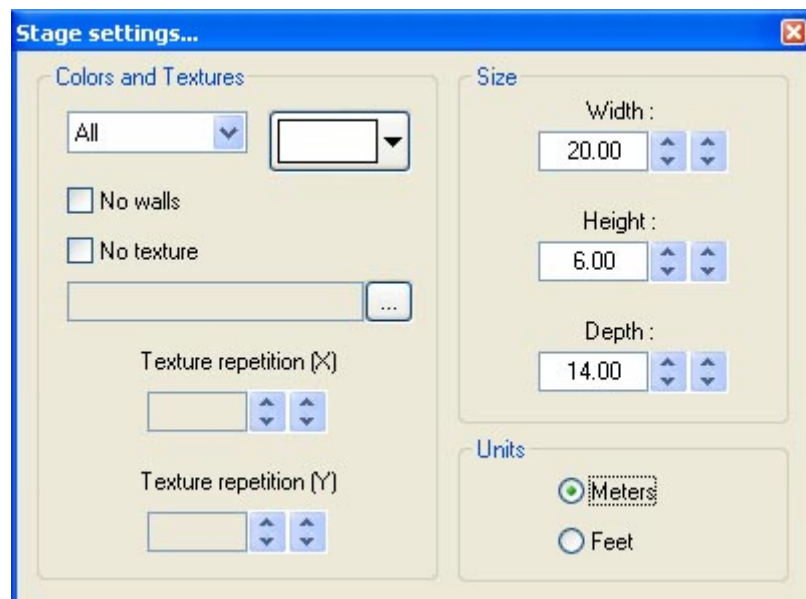 Stage settings...
Colors and Textures
All
No walls
No texture
...
Texture repetition (X)
Texture repetition (Y)
Size
Width :
20.00
Height :
6.00
Depth :
14.00
Units
Meters
Feet